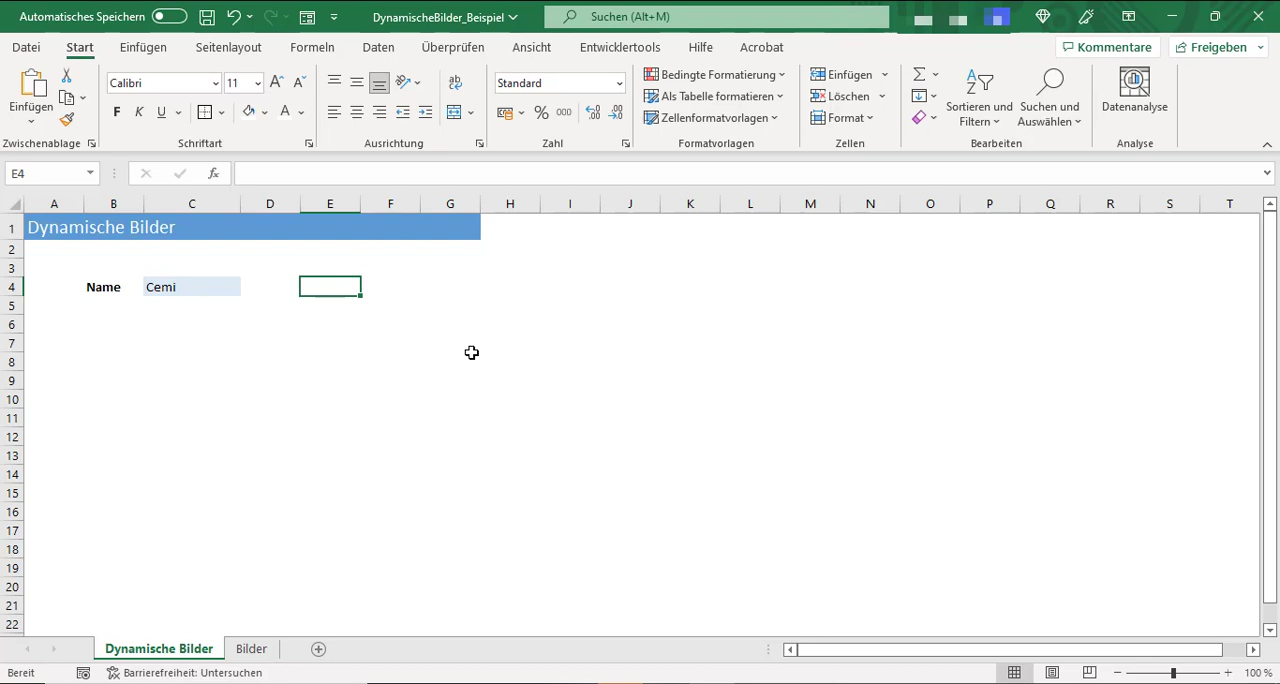 Automatisches Speichern
DynamischeBilder_Beispiel
Suchen (Alt+M)
Datei Start Einfügen Seitenlayout Formeln Daten Überprüfen Ansicht Entwicklertools Hilfe Acrobat Kommentare Freigeben
Einfügen
Calibri 11
F K U
Standard
% 000
Bedingte Formatierung
Als Tabelle formatieren
Zellenformatvorlagen
Einfügen
Löschen
Format
Sortieren und
Filtern
Suchen und
Auswählen
Datenanalyse
Zwischenablage Schriftart Ausrichtung Zahl Formatvorlagen Zellen Bearbeiten Analyse
E4 fx
A B C D E F G H I J K L M N O P Q R S T
1 Dynamische Bilder
2
3
4 Name Cemi
5
6
7
8
9
10
11
12
13
14
15
16
17
18
19
20
21
22
Dynamische Bilder Bilder
Bereit Barrierefreiheit: Untersuchen 100 %